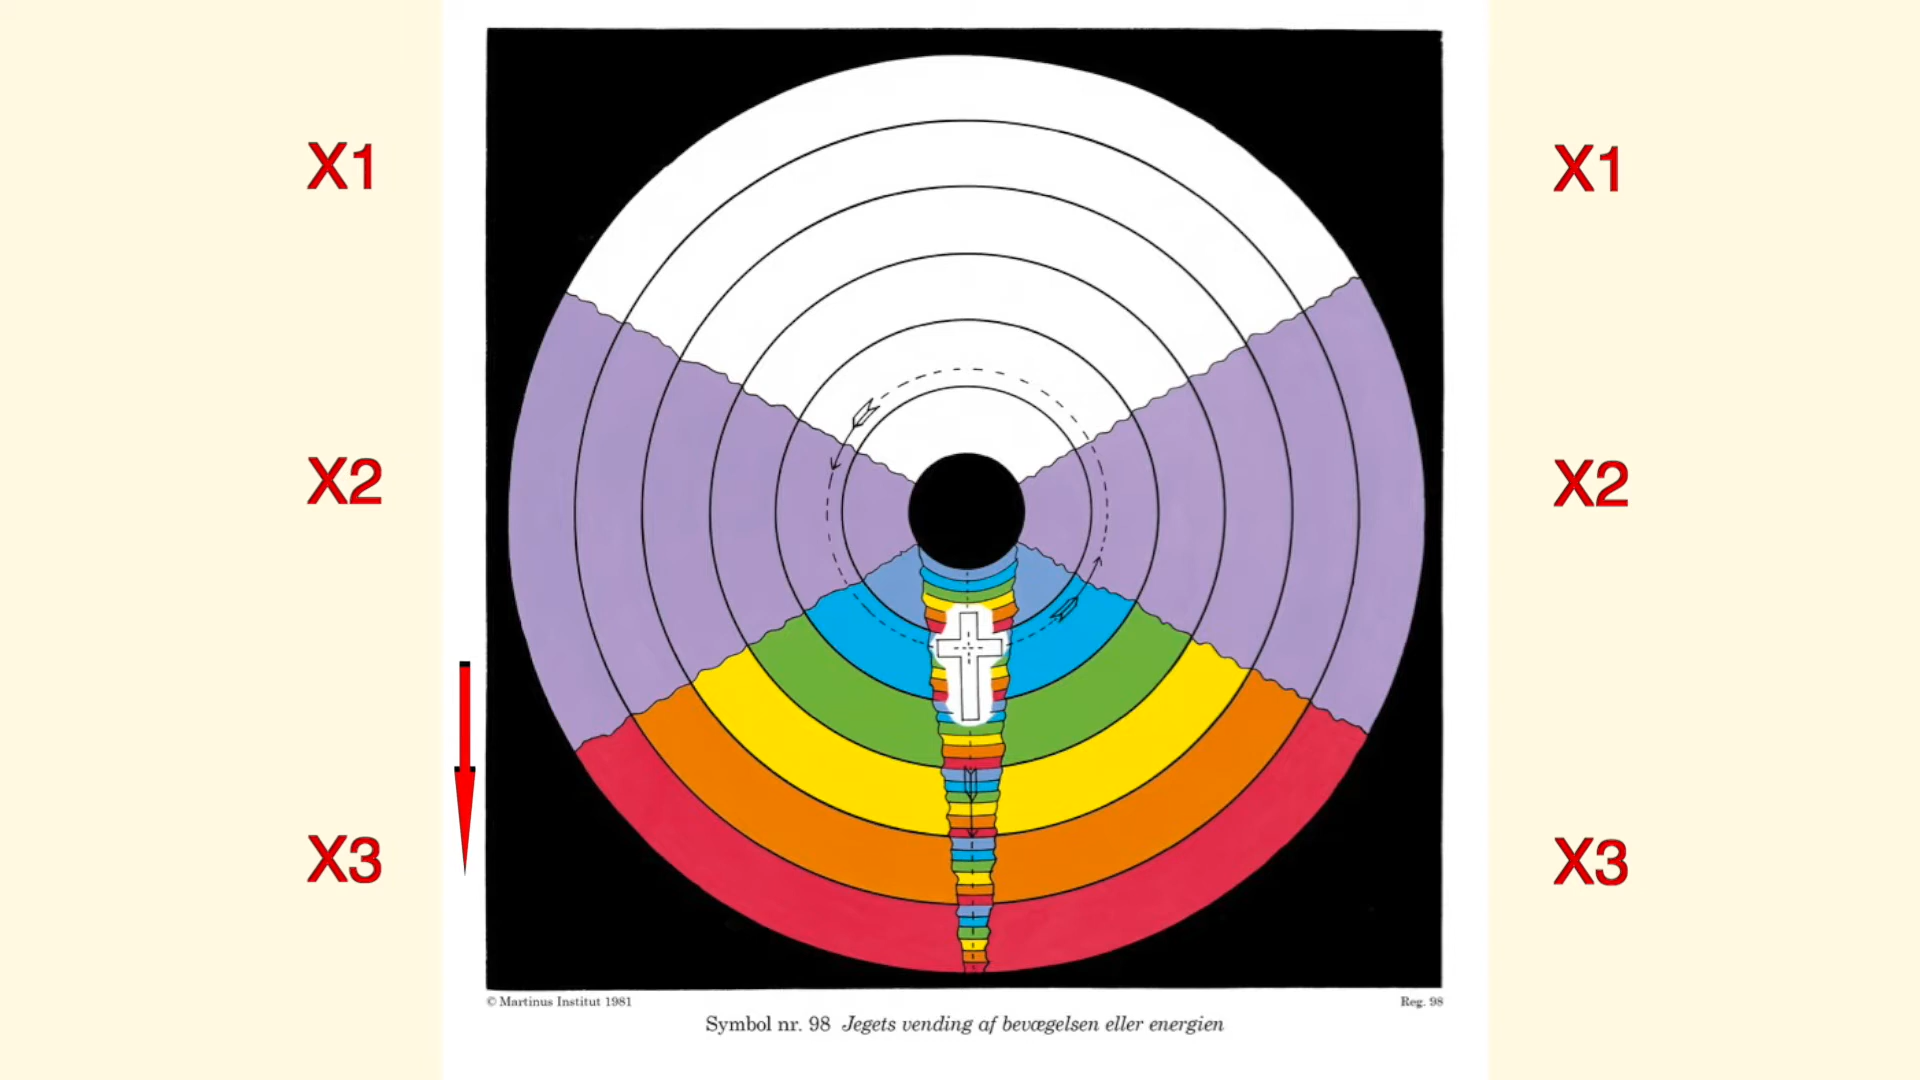 X1 X1
X2 X2
X3 X3
© Martinus Institut 1981 Reg. 98
Symbol nr. 98 Jegets vending af bevægelsen eller energien